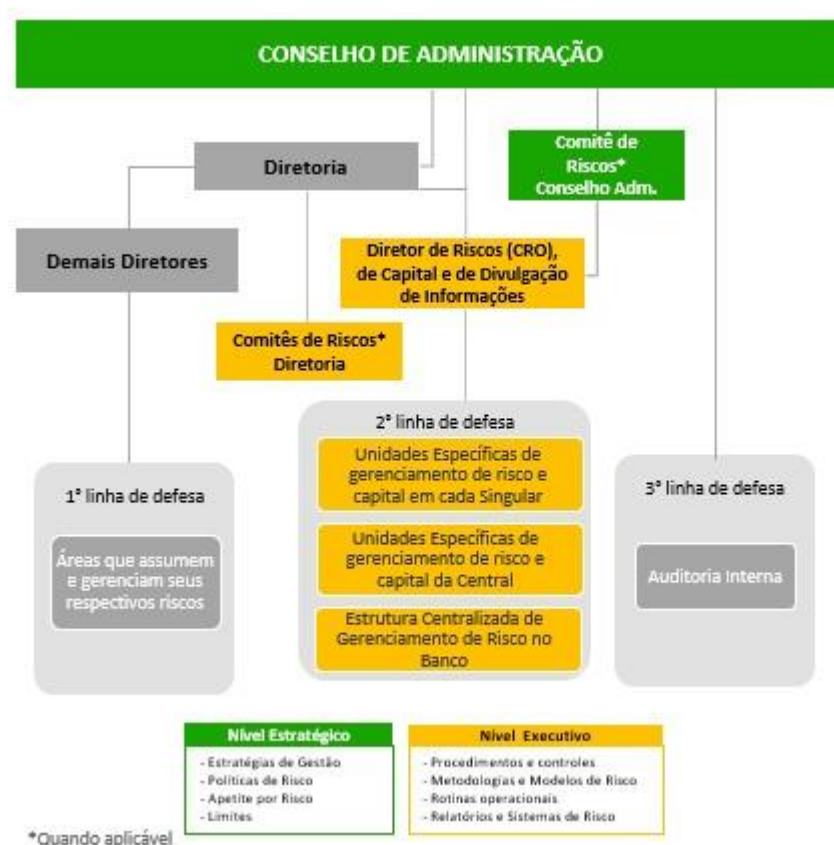 CONSELHO DE ADMINISTRAÇÃO
Comitê de
Riscos*
Conselho Adm.
Diretoria
Demais Diretores
Diretor de Riscos (CRO),
de Capital e de Divulgação
de Informações
Comitês de Riscos*
Diretoria
1ª linha de defesa
Áreas que assumem
e gerenciam seus
respectivos riscos
2ª linha de defesa
Unidades Específicas de
gerenciamento de risco e
capital em cada Singular
Unidades Específicas de
gerenciamento de risco e
capital da Central
Estrutura Centralizada de
Gerenciamento de Risco no
Banco
3ª linha de defesa
Auditoria Interna
Nível Estratégico
- Estratégias de Gestão
- Políticas de Risco
- Apetite por Risco
- Limites
Nível Executivo
- Procedimentos e controles
- Metodologias e Modelos de Risco
- Rotinas operacionais
- Relatórios e Sistemas de Risco
*Quando aplicável